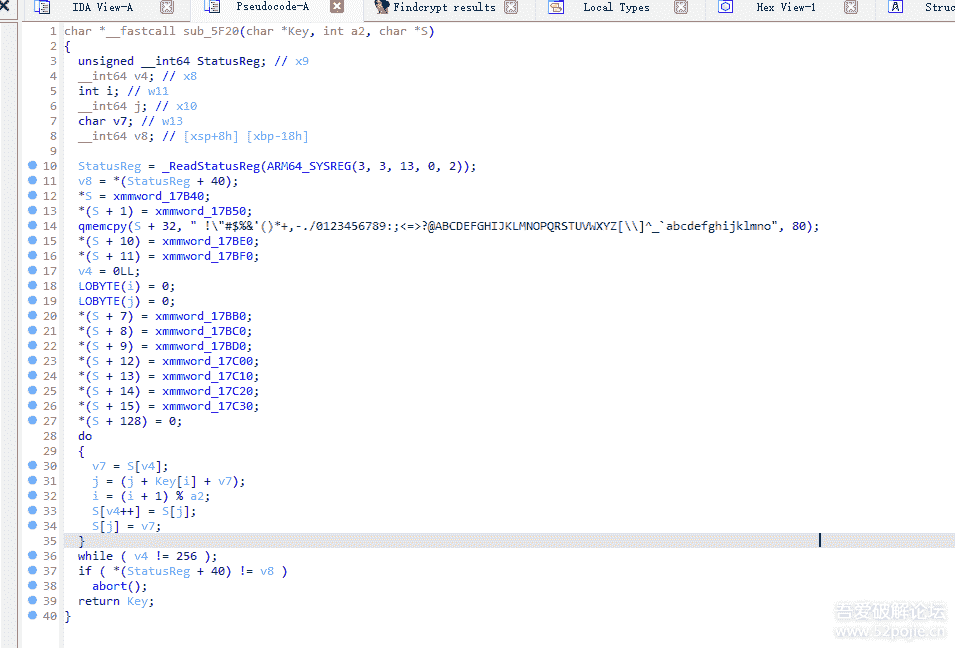 IDA View-A Pseudocode-A Findcrypt results Local Types Hex View-1 Struc
1 char *__fastcall sub_5F20(char *Key, int a2, char *S)
2 {
3 unsigned __int64 StatusReg; // x9
4 __int64 v4; // x8
5 int i; // w11
6 __int64 j; // x10
7 char v7; // w13
8 __int64 v8; // [xsp+8h] [xbp-18h]
9
10 StatusReg = _ReadStatusReg(ARM64_SYSREG(3, 3, 13, 0, 2));
11 v8 = *(StatusReg + 40);
12 *S = xmmword_17B40;
13 *(S + 1) = xmmword_17B50;
14 qmemcpy(S + 32, " !\"#$%&'()*+,-./0123456789:;<=>?@ABCDEFGHIJKLMNOPQRSTUVWXYZ[\\]^_`abcdefghijklmno", 80);
15 *(S + 10) = xmmword_17BE0;
16 *(S + 11) = xmmword_17BF0;
17 v4 = 0LL;
18 LOBYTE(i) = 0;
19 LOBYTE(j) = 0;
20 *(S + 7) = xmmword_17BB0;
21 *(S + 8) = xmmword_17BC0;
22 *(S + 9) = xmmword_17BD0;
23 *(S + 12) = xmmword_17C00;
24 *(S + 13) = xmmword_17C10;
25 *(S + 14) = xmmword_17C20;
26 *(S + 15) = xmmword_17C30;
27 *(S + 128) = 0;
28 do
29 {
30 v7 = S[v4];
31 j = (j + Key[i] + v7);
32 i = (i + 1) % a2;
33 S[v4++] = S[j];
34 S[j] = v7;
35 }
36 while ( v4 != 256 );
37 if ( *(StatusReg + 40) != v8 )
38 abort();
39 return Key;
40 }
吾爱破解论坛
www.52pojie.cn